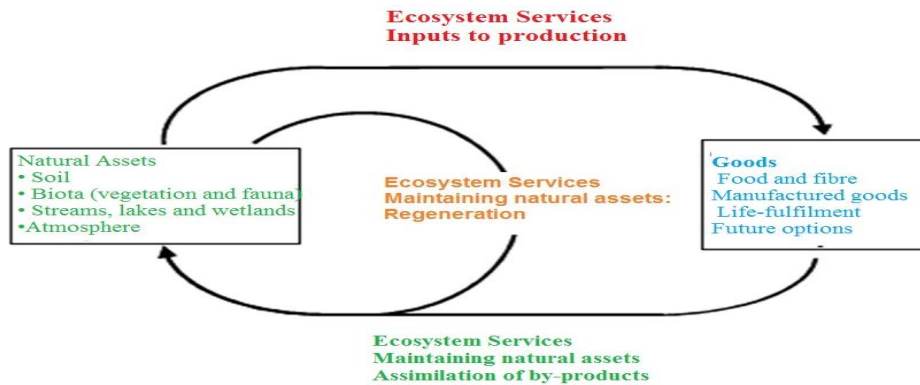 Ecosystem Services
Inputs to production
Natural Assets
• Soil
• Biota (vegetation and fauna)
• Streams, lakes and wetlands
•Atmosphere
Ecosystem Services
Maintaining natural assets:
Regeneration
Goods
Food and fibre
Manufactured goods
Life-fulfilment
Future options
Ecosystem Services
Maintaining natural assets
Assimilation of by-products